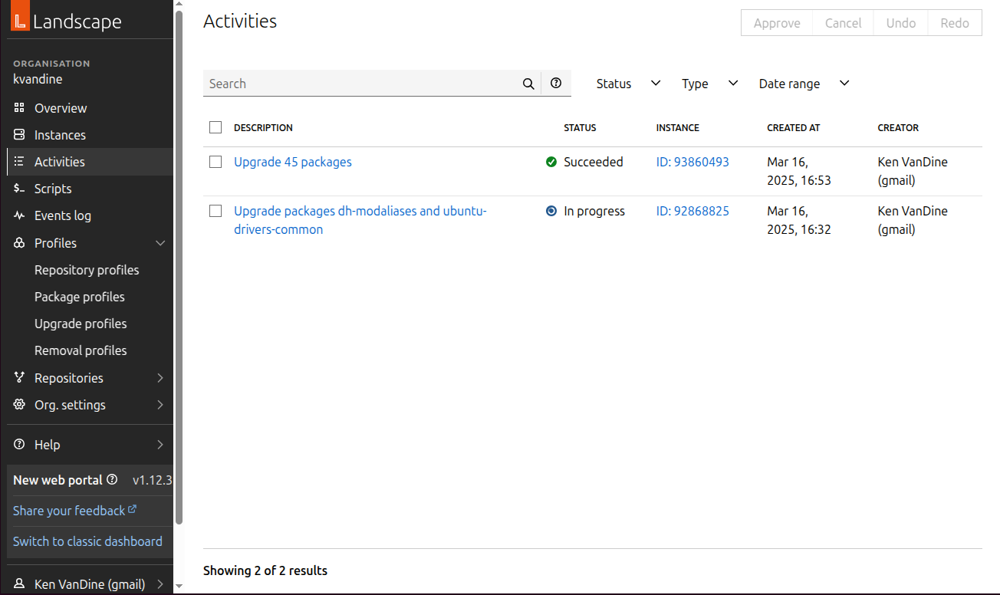 Landscape
ORGANISATION
kvandine
Overview
Instances
Activities
Scripts
Events log
Profiles
Repository profiles
Package profiles
Upgrade profiles
Removal profiles
Repositories
Org. settings
Help
New web portal v1.12.3
Share your feedback
Switch to classic dashboard
Ken VanDine (gmail)
Activities
Approve Cancel Undo Redo
Search Status Type Date range
DESCRIPTION STATUS INSTANCE CREATED AT CREATOR
Upgrade 45 packages Succeeded ID: 93860493 Mar 16, Ken VanDine
2025, 16:53 (gmail)
Upgrade packages dh-modaliases and ubuntu- In progress ID: 92868825 Mar 16, Ken VanDine
drivers-common 2025, 16:32 (gmail)
Showing 2 of 2 results